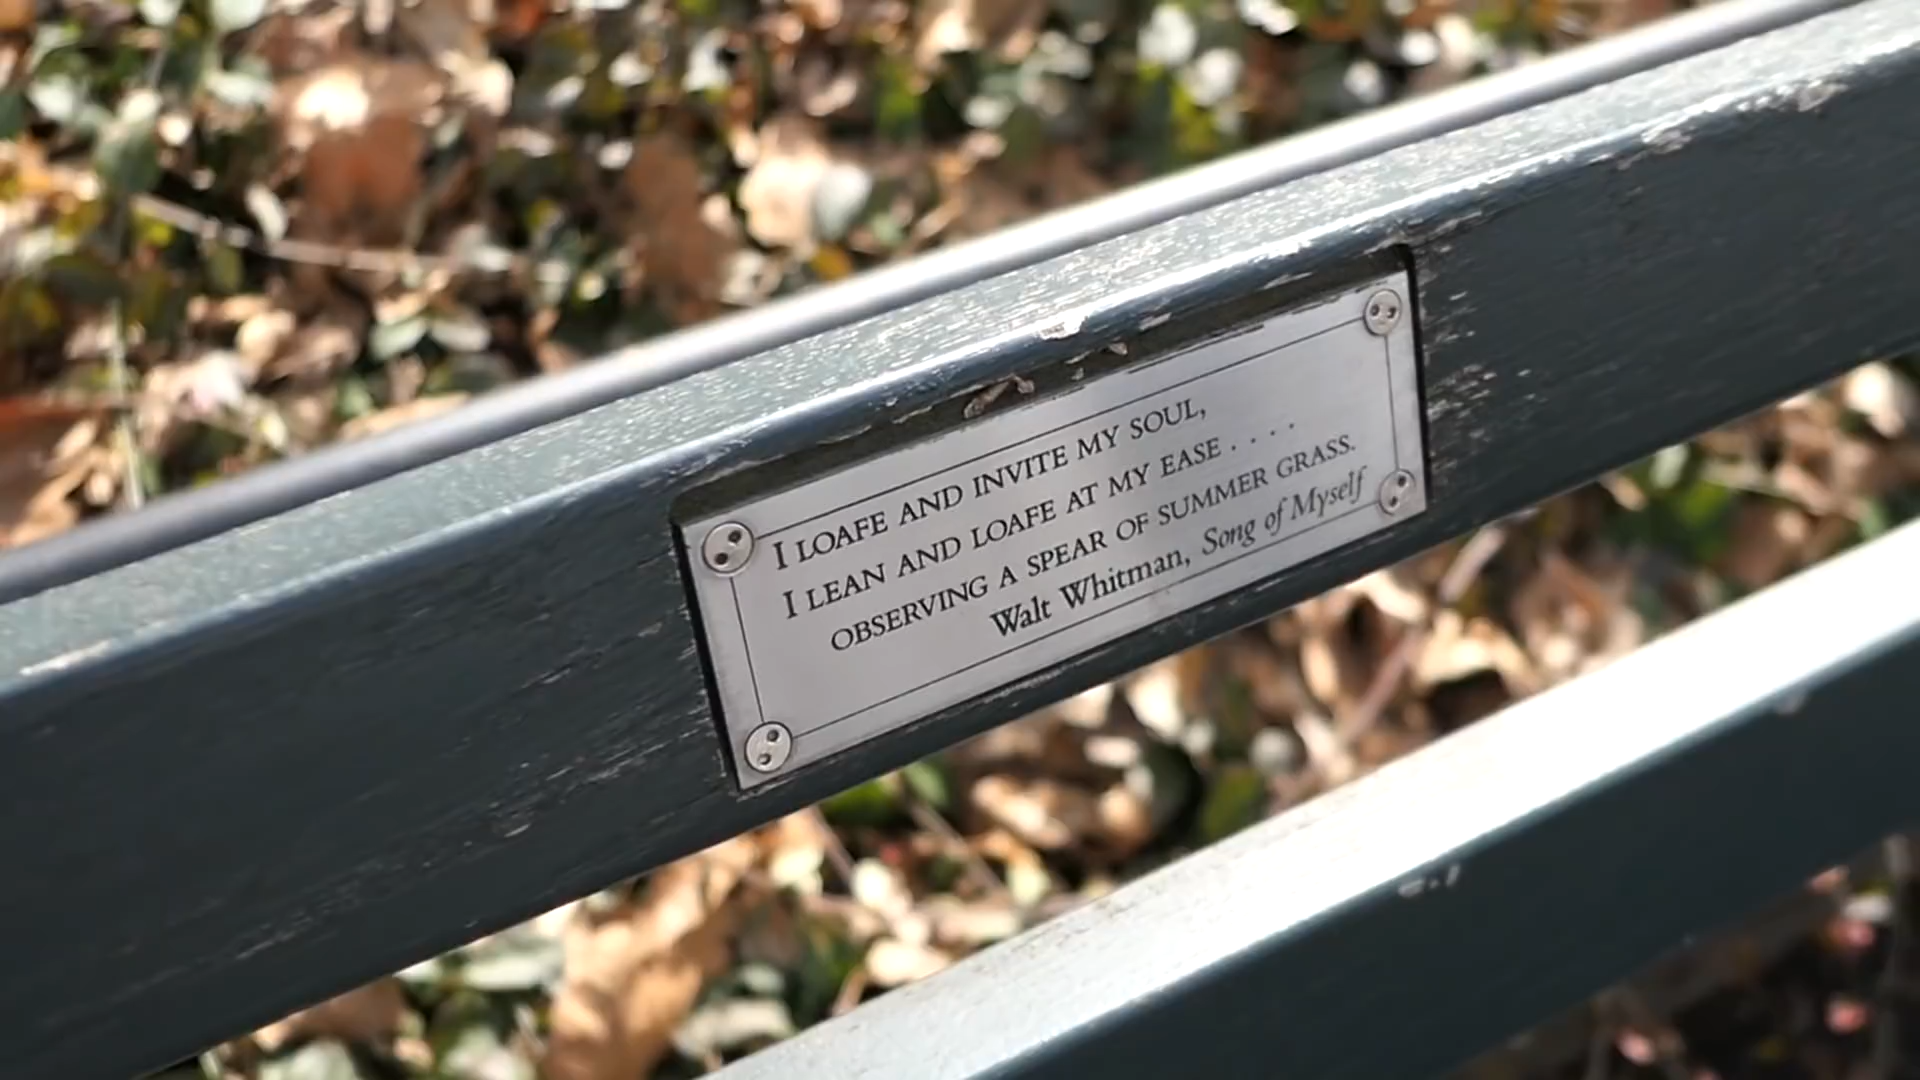 I LOAFE AND INVITE MY SOUL,
I LEAN AND LOAFE AT MY EASE . . . .
OBSERVING A SPEAR OF SUMMER GRASS.
Walt Whitman, Song of Myself